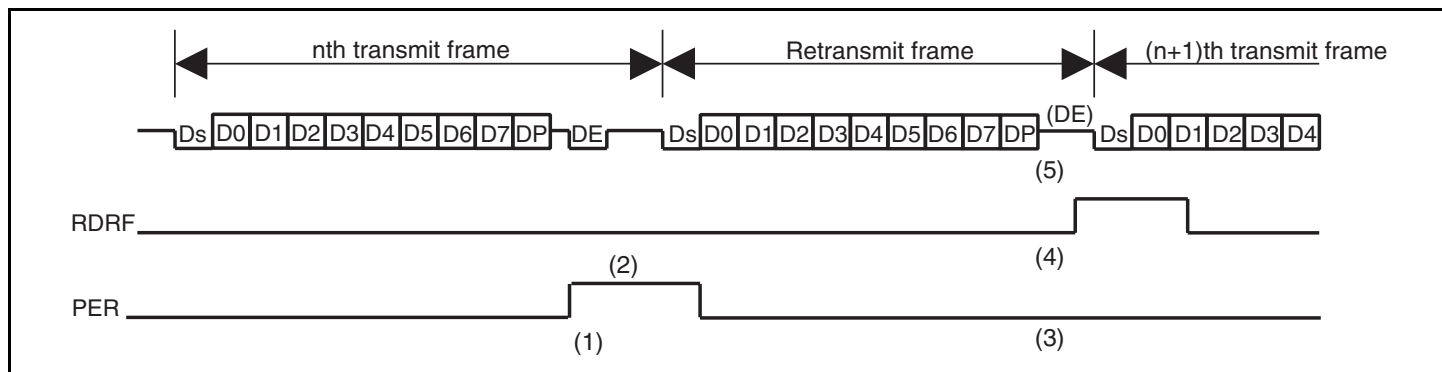 nth transmit frame Retransmit frame (n+1)th transmit frame
(DE)
Ds D0 D1 D2 D3 D4 D5 D6 D7 DP DE Ds D0 D1 D2 D3 D4 D5 D6 D7 DP Ds D0 D1 D2 D3 D4
(5)
RDRF
(4)
(2)
PER
(1) (3)